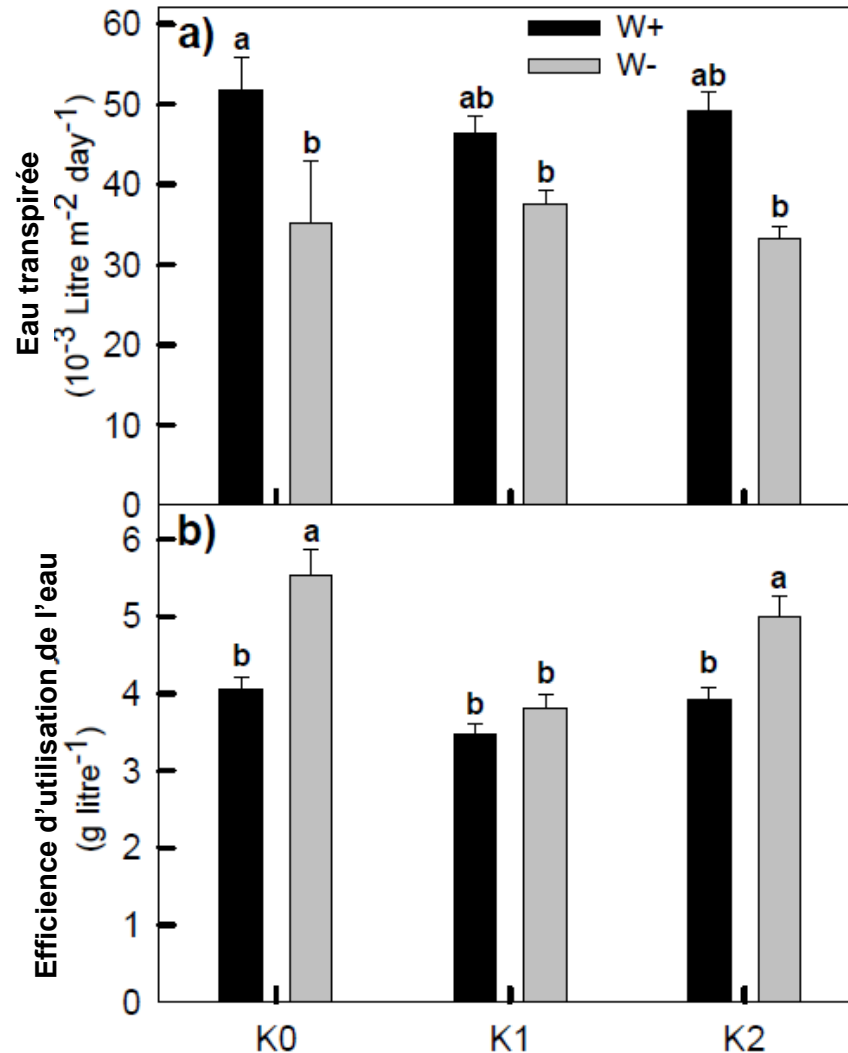 a)
W+
W-
Eau transpirée
(10⁻³ Litre m⁻² day⁻¹)
60
50
40
30
20
10
0
a
b
ab
b
ab
b
b)
Efficience d'utilisation de l'eau
(g litre⁻¹)
6
5
4
3
2
1
0
b
a
b
b
b
a
K0 K1 K2